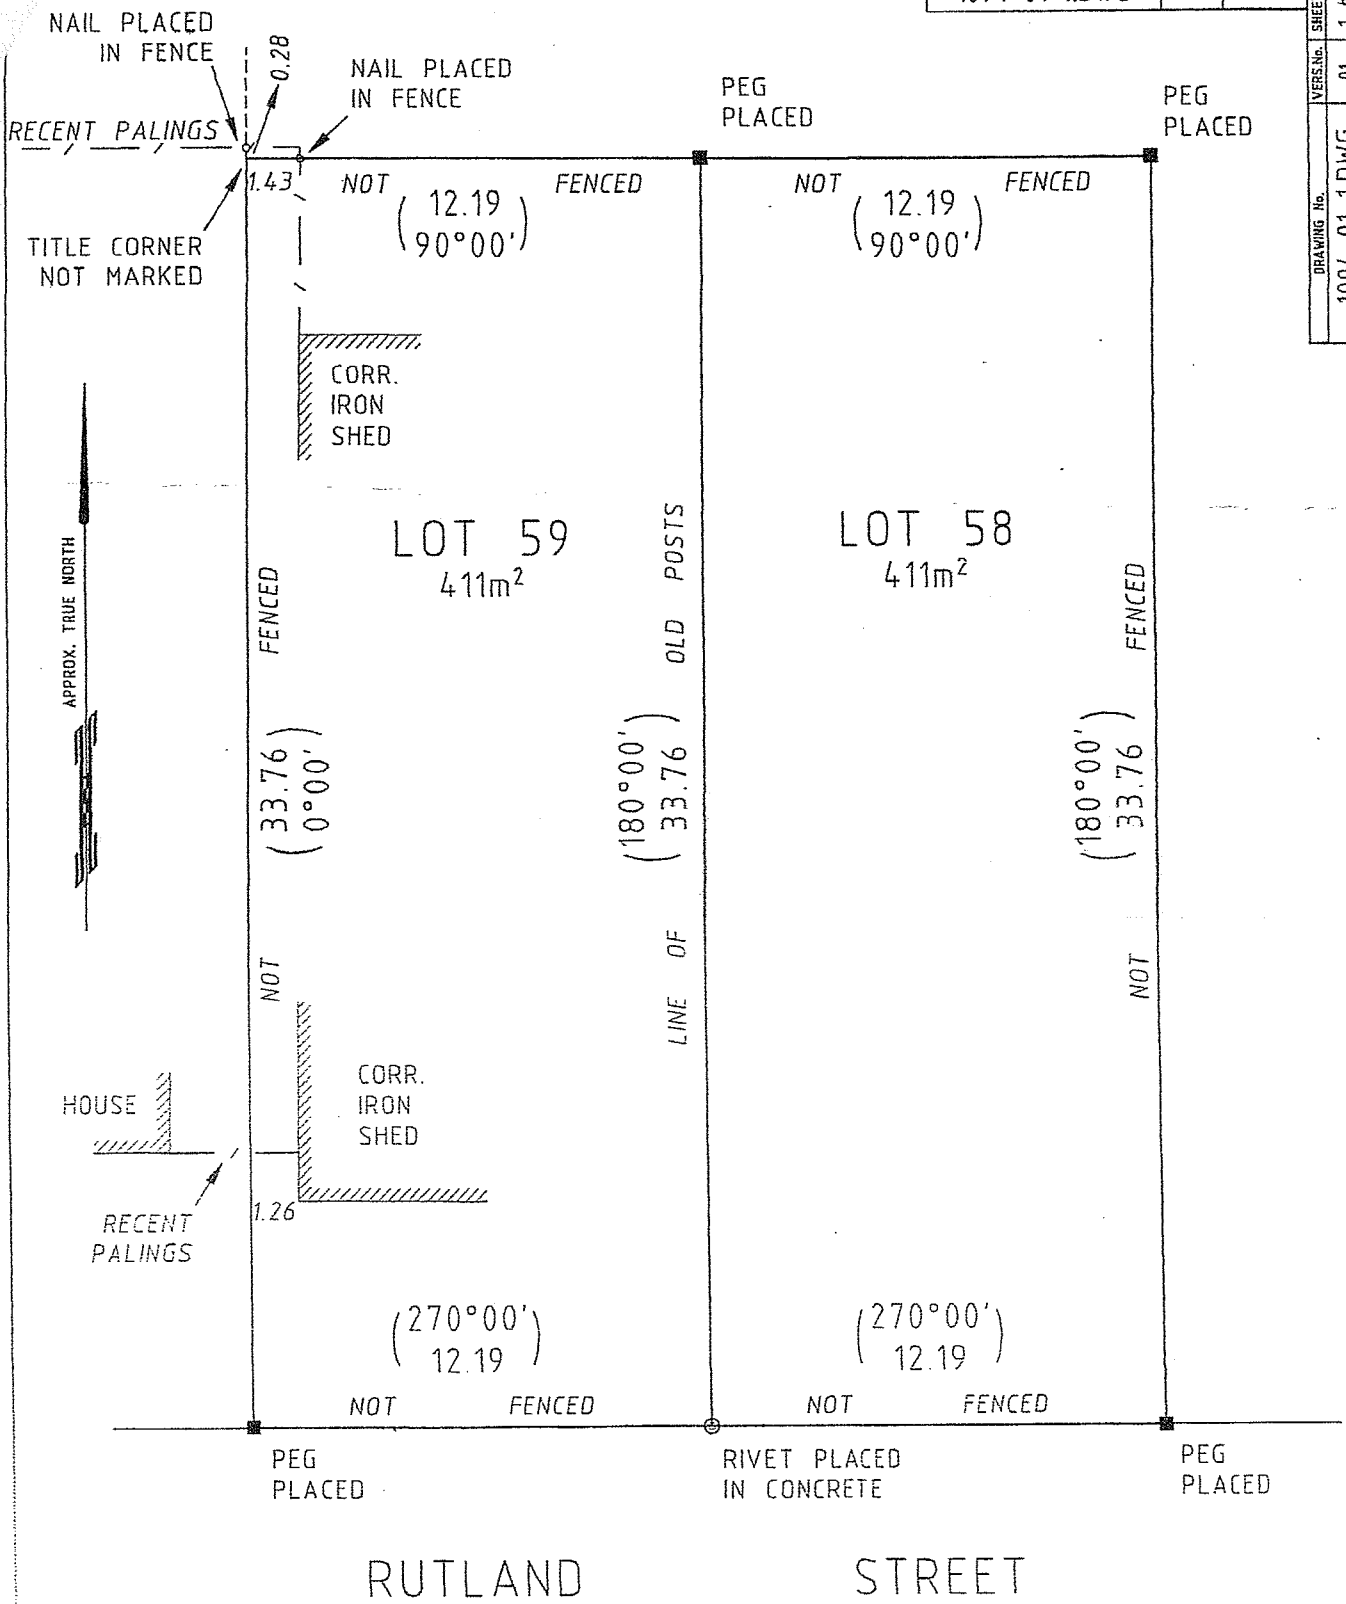 NAIL PLACED
IN FENCE
0.28
NAIL PLACED
IN FENCE
PEG
PLACED
PEG
PLACED
SHEE
VERS.No.
DRAWING No.
RECENT PALINGS
1.43
NOT FENCED
NOT FENCED
12.19
90°00'
12.19
90°00'
TITLE CORNER
NOT MARKED
CORR.
IRON
SHED
APPROX. TRUE NORTH
LOT 59
411m²
LOT 58
411m²
NOT FENCED
33.76
0°00'
LINE OF OLD POSTS
180°00'
33.76
NOT FENCED
180°00'
33.76
HOUSE
CORR.
IRON
SHED
RECENT
PALINGS
1.26
270°00'
12.19
270°00'
12.19
NOT FENCED
NOT FENCED
PEG
PLACED
RIVET PLACED
IN CONCRETE
PEG
PLACED
RUTLAND STREET